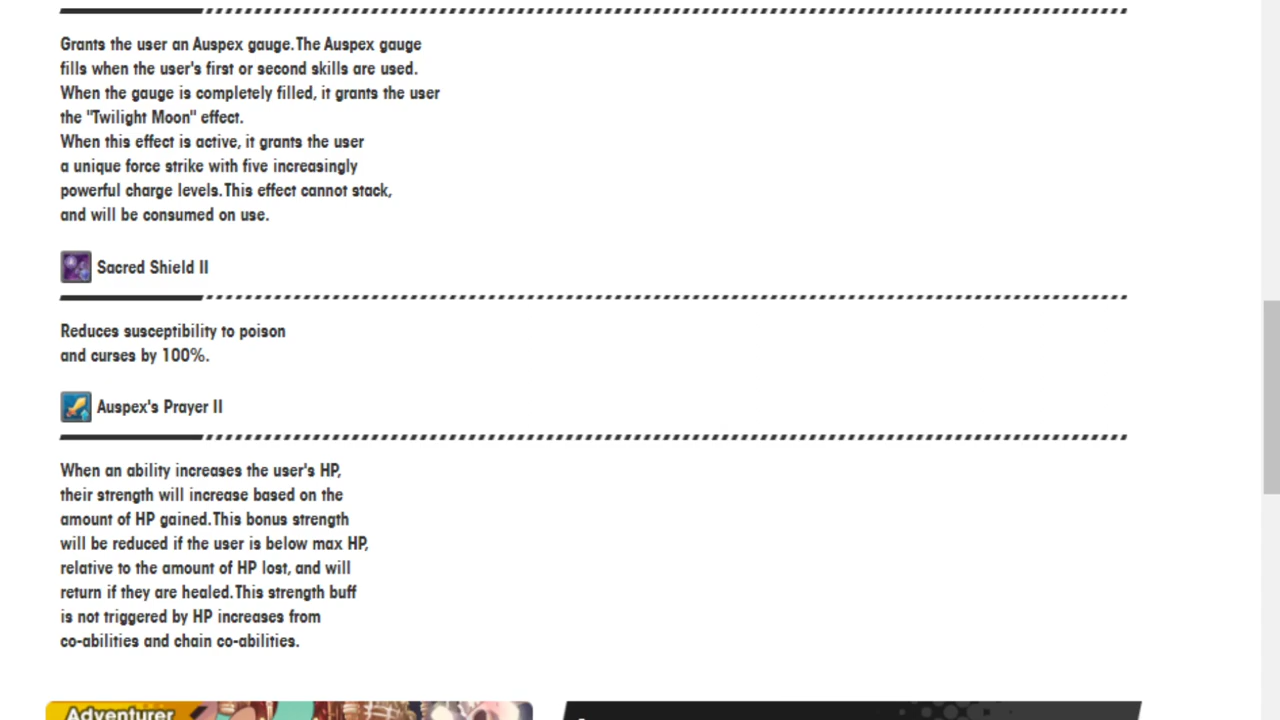 Grants the user an Auspex gauge.The Auspex gauge
fills when the user's first or second skills are used.
When the gauge is completely filled, it grants the user
the "Twilight Moon" effect.
When this effect is active, it grants the user
a unique force strike with five increasingly
powerful charge levels.This effect cannot stack,
and will be consumed on use.
Sacred Shield II
Reduces susceptibility to poison
and curses by 100%.
Auspex's Prayer II
When an ability increases the user's HP,
their strength will increase based on the
amount of HP gained.This bonus strength
will be reduced if the user is below max HP,
relative to the amount of HP lost, and will
return if they are healed.This strength buff
is not triggered by HP increases from
co-abilities and chain co-abilities.
Adventurer